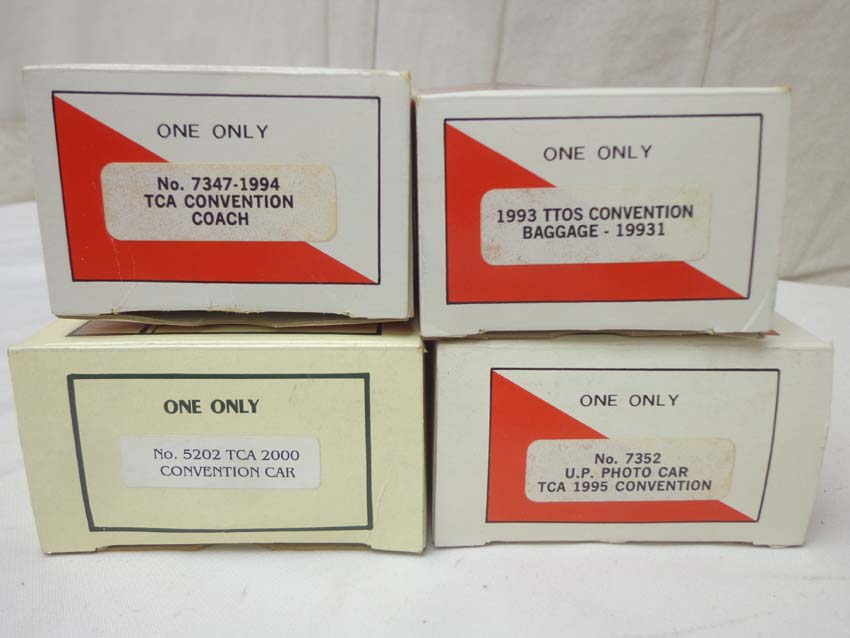 ONE ONLY
No. 7347-1994
TCA CONVENTION
COACH
ONE ONLY
1993 TTOS CONVENTION
BAGGAGE - 19931
ONE ONLY
No. 5202 TCA 2000
CONVENTION CAR
ONE ONLY
No. 7352
U.P. PHOTO CAR
TCA 1995 CONVENTION